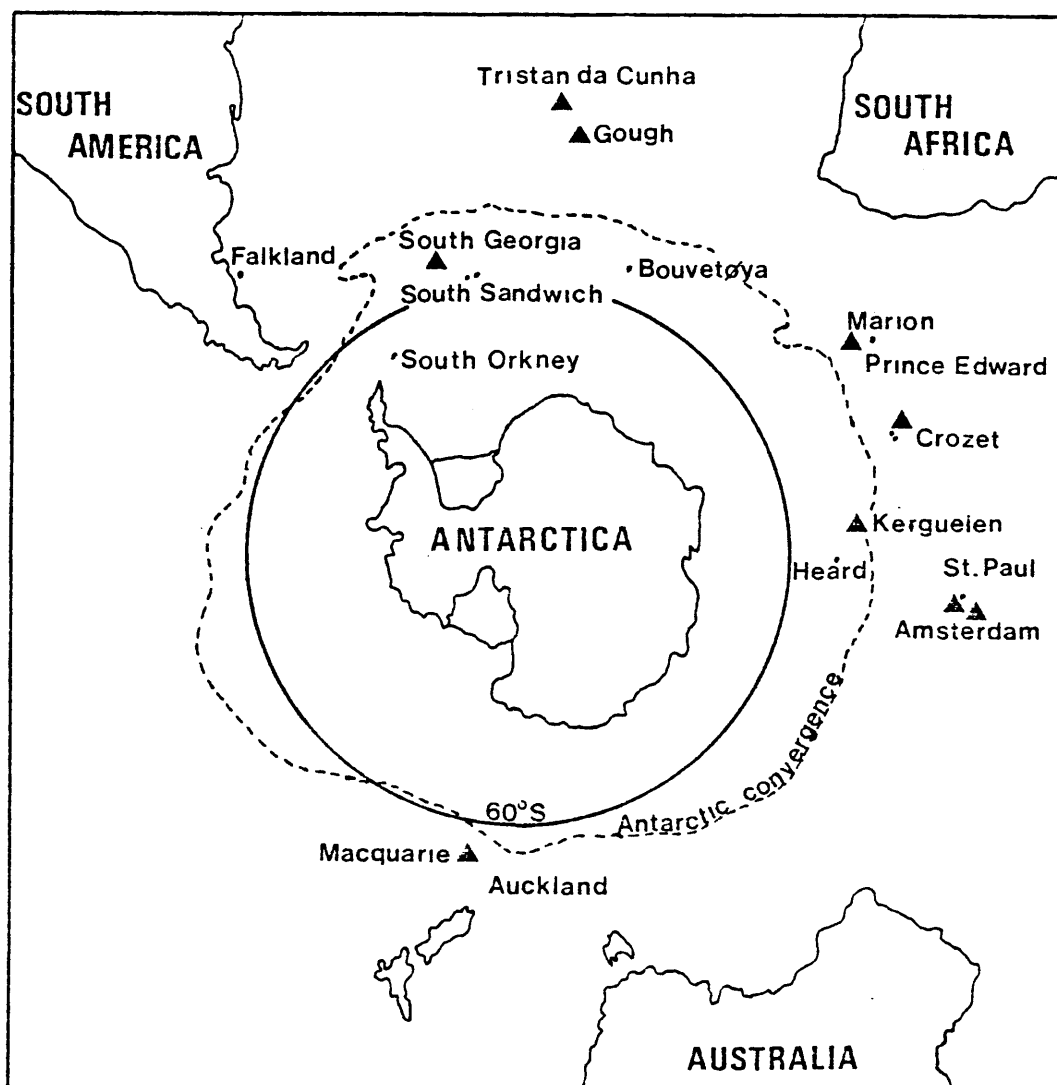 Tristan da Cunha
Gough
SOUTH
AMERICA
SOUTH
AFRICA
South Georgia
Falkland
Bouvetøya
South Sandwich
Marion
Prince Edward
South Orkney
Crozet
ANTARCTICA
Kerguelen
Heard
St.Paul
Amsterdam
Antarctic convergence
60°S
Macquarie
Auckland
AUSTRALIA